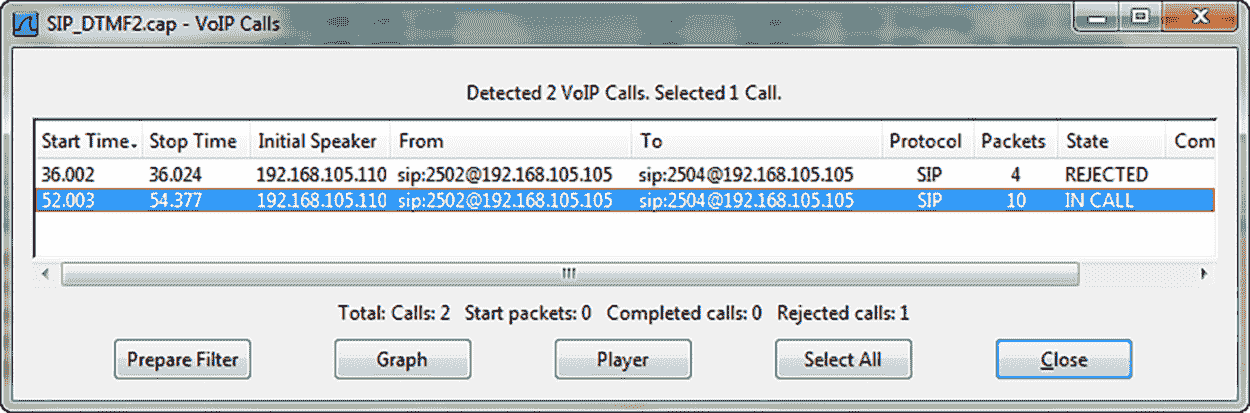 SIP_DTMF2.cap - VoIP Calls
Detected 2 VoIP Calls. Selected 1 Call.
Start Time Stop Time Initial Speaker From To Protocol Packets State Com
36.002 36.024 192.168.105.110 sip:2502@192.168.105.105 sip:2504@192.168.105.105 SIP 4 REJECTED
52.003 54.377 192.168.105.110 sip:2502@192.168.105.105 sip:2504@192.168.105.105 SIP 10 IN CALL
Total: Calls: 2 Start packets: 0 Completed calls: 0 Rejected calls: 1
Prepare Filter Graph Player Select All Close